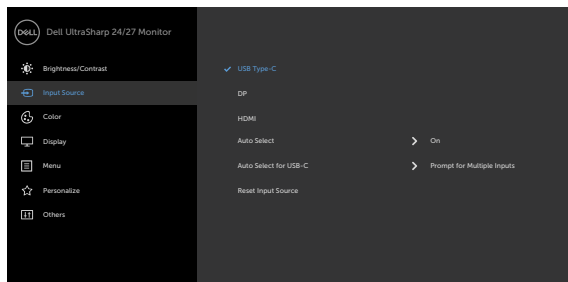 DELL Dell UltraSharp 24/27 Monitor
Brightness/Contrast
Input Source
Color
Display
Menu
Personalize
Others
USB Type-C
DP
HDMI
Auto Select On
Auto Select for USB-C Prompt for Multiple Inputs
Reset Input Source